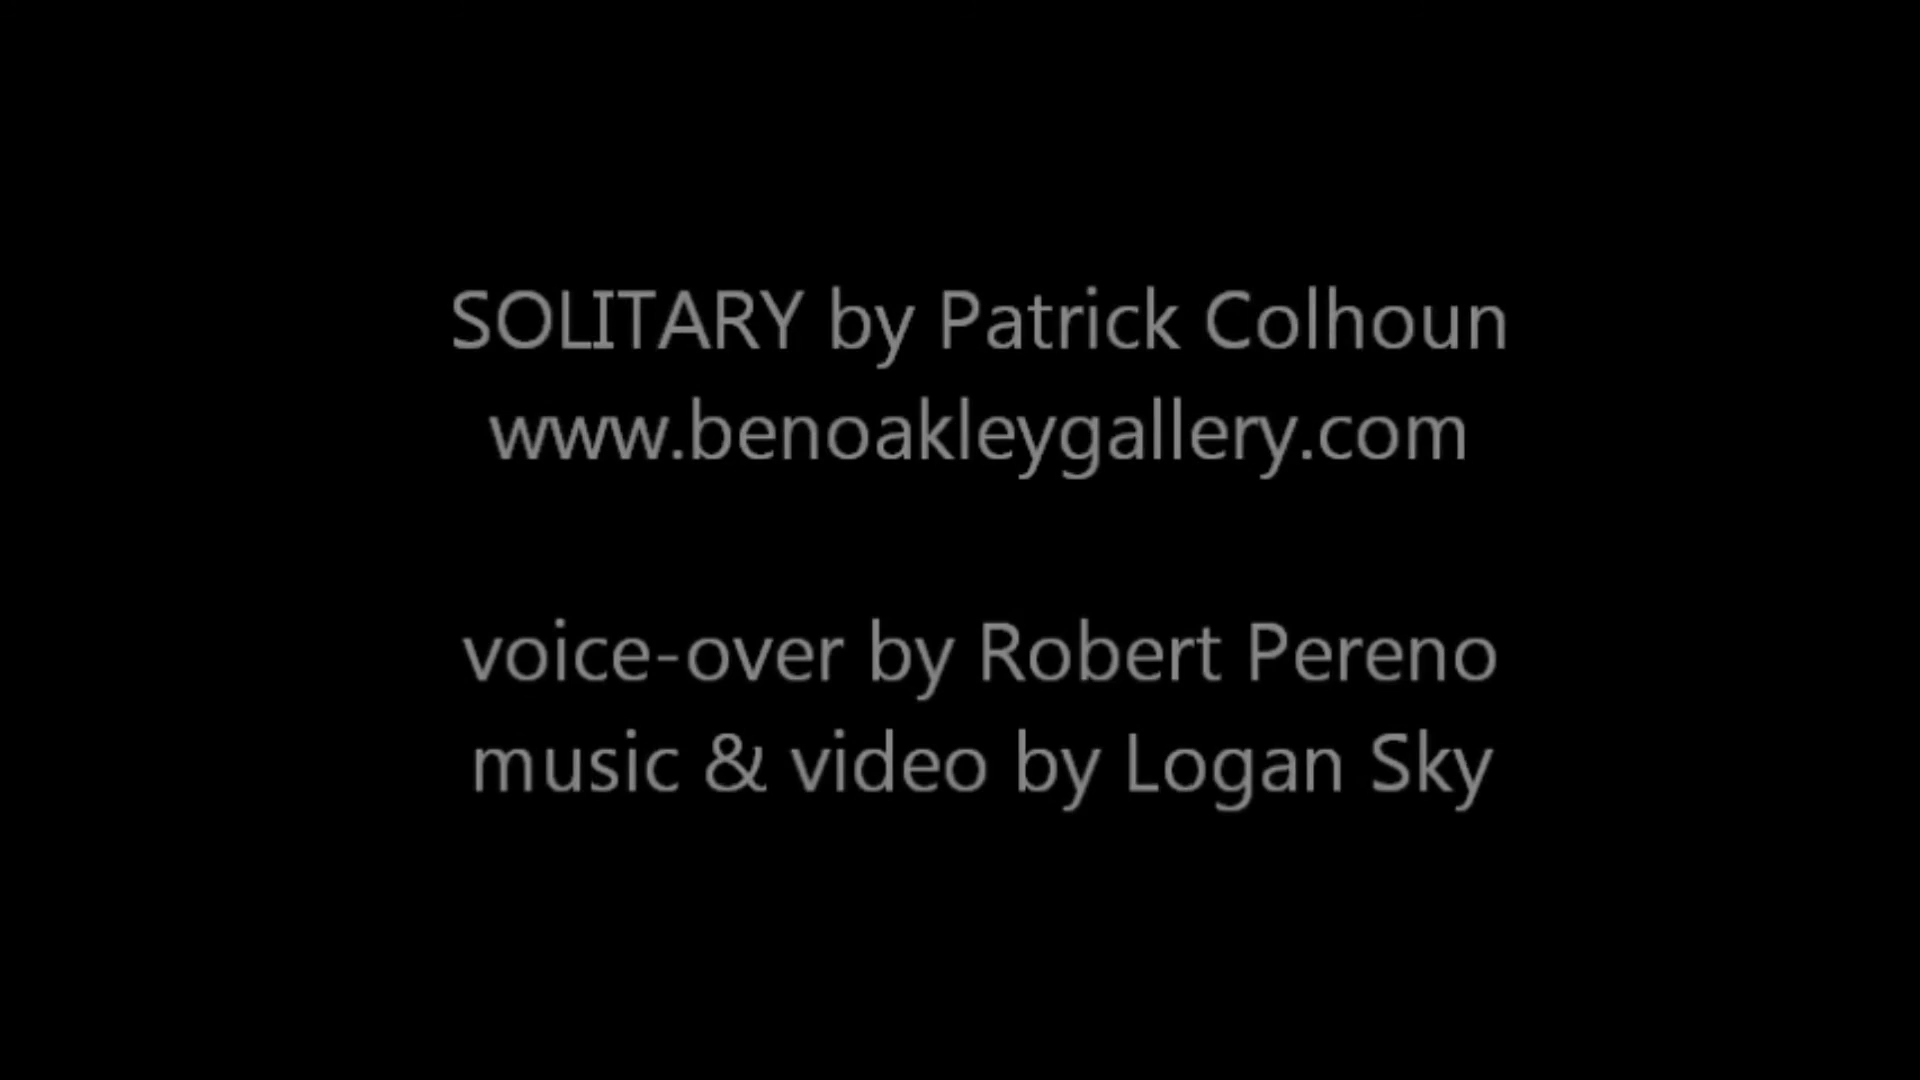 SOLITARY by Patrick Colhoun
www.benoakleygallery.com
voice-over by Robert Pereno
music & video by Logan Sky